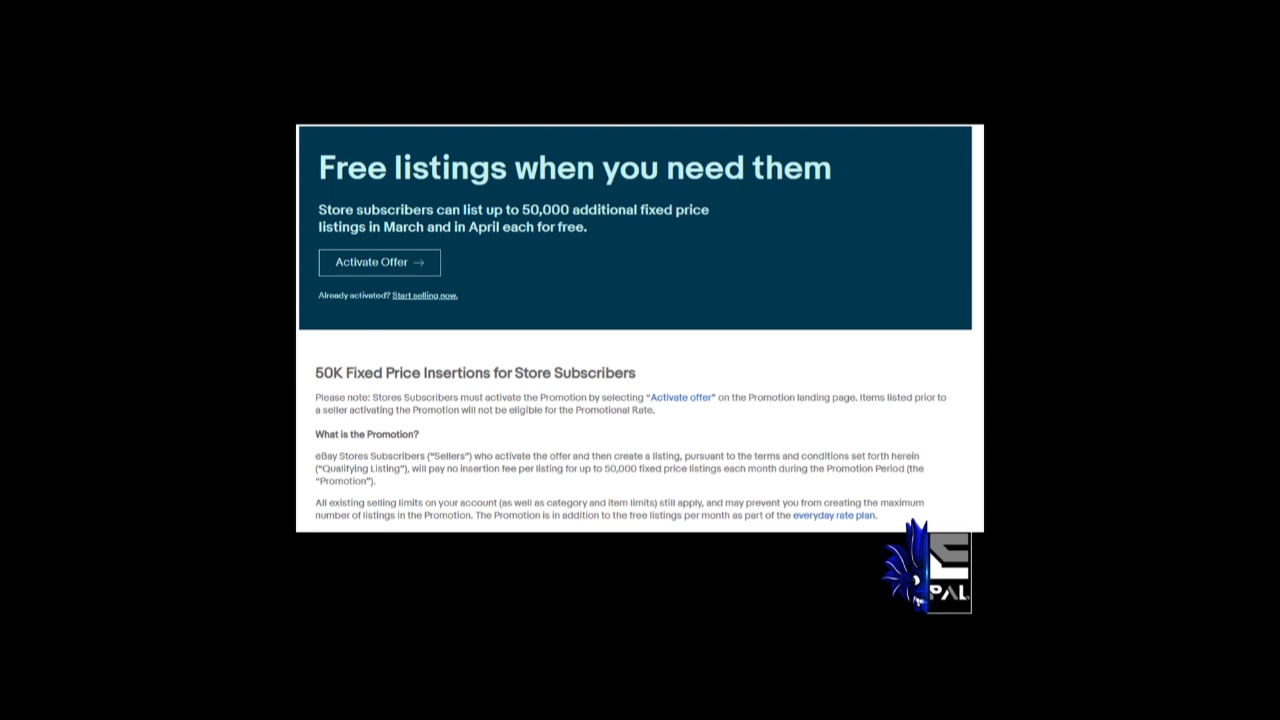 Free listings when you need them
Store subscribers can list up to 50,000 additional fixed price
listings in March and in April each for free.
Activate Offer →
Already activated? Start selling now.
50K Fixed Price Insertions for Store Subscribers
Please note: Stores Subscribers must activate the Promotion by selecting “Activate offer” on the Promotion landing page. Items listed prior to
a seller activating the Promotion will not be eligible for the Promotional Rate.
What is the Promotion?
eBay Stores Subscribers (“Sellers”) who activate the offer and then create a listing, pursuant to the terms and conditions set forth herein
(“Qualifying Listing”), will pay no insertion fee per listing for up to 50,000 fixed price listings each month during the Promotion Period (the
“Promotion”).
All existing selling limits on your account (as well as category and item limits) still apply, and may prevent you from creating the maximum
number of listings in the Promotion. The Promotion is in addition to the free listings per month as part of the everyday rate plan.
E
PAL